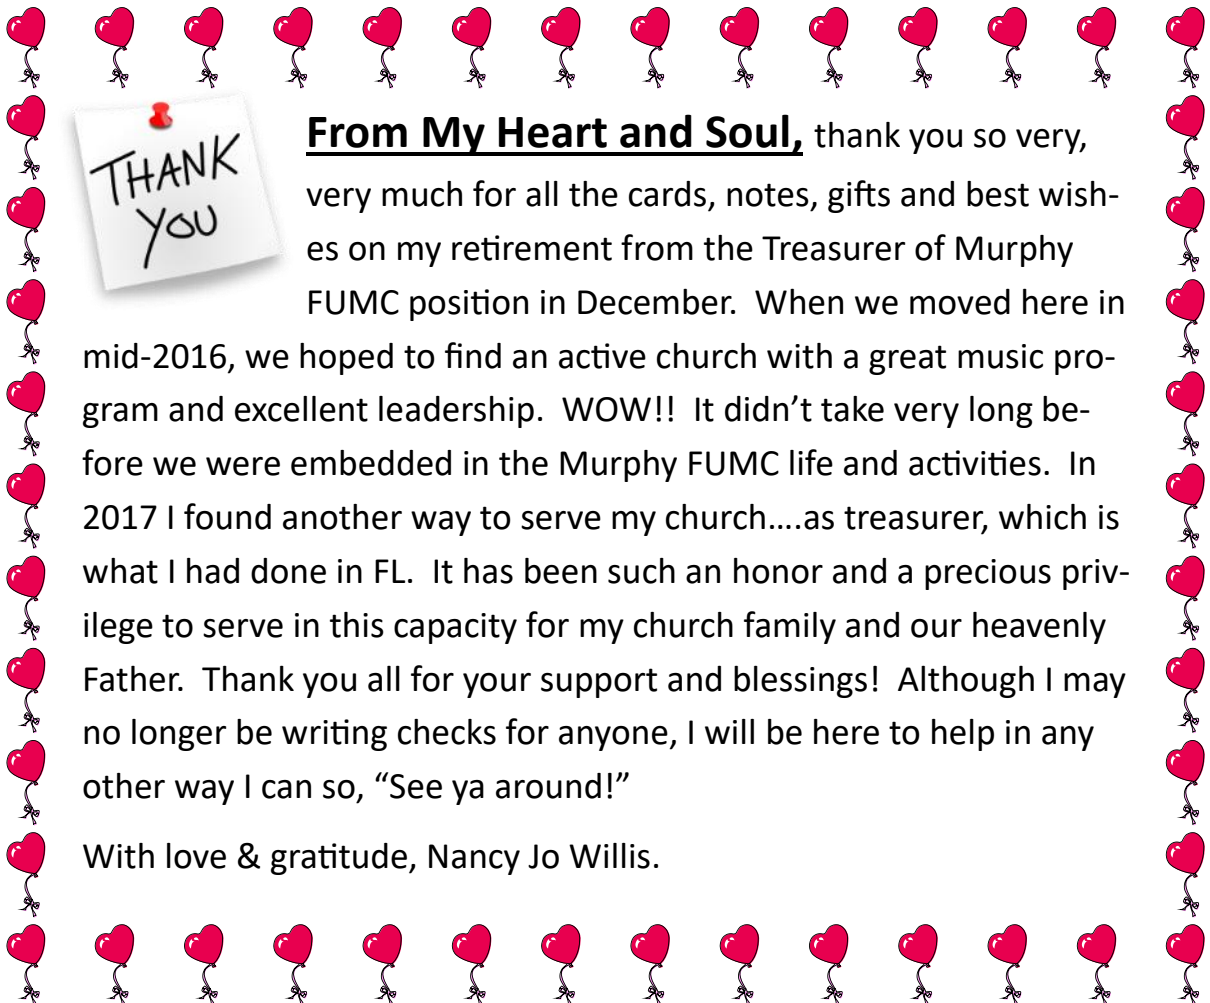 THANK
YOU
From My Heart and Soul, thank you so very,
very much for all the cards, notes, gifts and best wish-
es on my retirement from the Treasurer of Murphy
FUMC position in December.  When we moved here in
mid-2016, we hoped to find an active church with a great music pro-
gram and excellent leadership.  WOW!!  It didn’t take very long be-
fore we were embedded in the Murphy FUMC life and activities.  In
2017 I found another way to serve my church….as treasurer, which is
what I had done in FL.  It has been such an honor and a precious priv-
ilege to serve in this capacity for my church family and our heavenly
Father.  Thank you all for your support and blessings!  Although I may
no longer be writing checks for anyone, I will be here to help in any
other way I can so, “See ya around!”
With love & gratitude, Nancy Jo Willis.